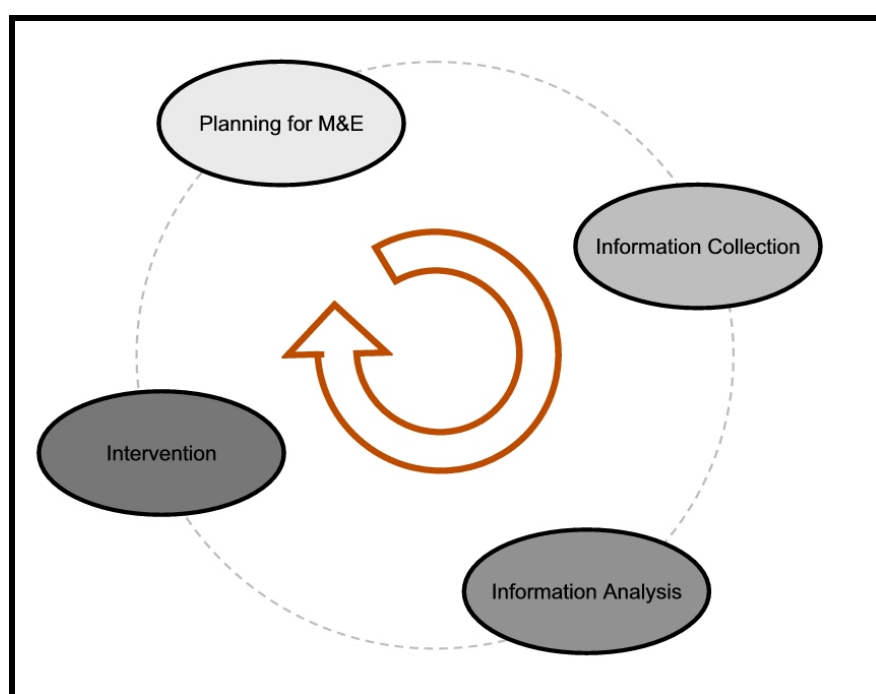 Planning for M&E
Information Collection
Intervention
Information Analysis